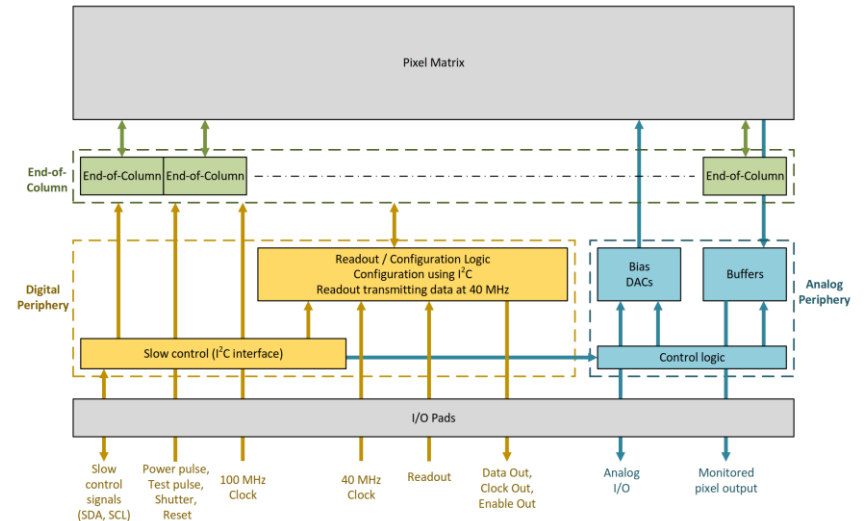 Pixel Matrix
End-of-
Column
End-of-Column
End-of-Column
End-of-Column
Digital
Periphery
Readout / Configuration Logic
Configuration using I²C
Readout transmitting data at 40 MHz
Bias
DACs
Buffers
Analog
Periphery
Slow control (I²C interface)
Control logic
I/O Pads
Slow
control
signals
(SDA, SCL)
Power pulse,
Test pulse,
Shutter,
Reset
100 MHz
Clock
40 MHz
Clock
Readout
Data Out,
Clock Out,
Enable Out
Analog
I/O
Monitored
pixel output